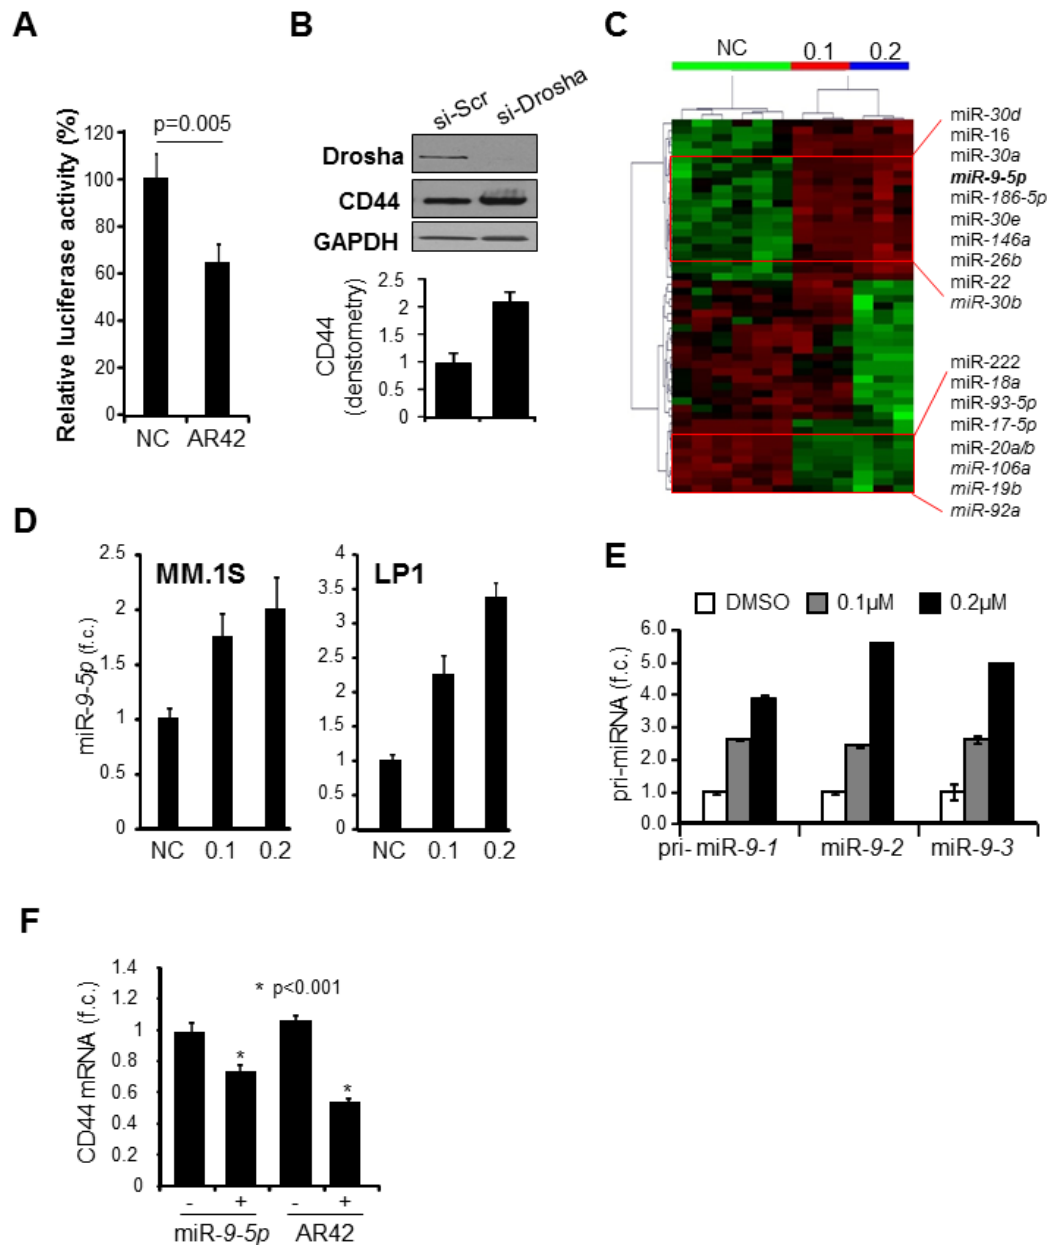 A
Relative luciferase activity (%)
120
100
80
60
40
20
0
p=0.005
NC AR42
B
si-Scr si-Drosha
Drosha
CD44
GAPDH
CD44
(denstometry)
2.5
2
1.5
1
0.5
0
C
NC 0.1 0.2
miR-30d
miR-16
miR-30a
miR-9-5p
miR-186-5p
miR-30e
miR-146a
miR-26b
miR-22
miR-30b
miR-222
miR-18a
miR-93-5p
miR-17-5p
miR-20a/b
miR-106a
miR-19b
miR-92a
D
miR-9-5p (f.c.)
2.5
2
1.5
1
0.5
0
MM.1S
NC 0.1 0.2
4
3.5
3
2.5
2
1.5
1
0.5
0
LP1
NC 0.1 0.2
E
DMSO 0.1µM 0.2µM
pri-miRNA (f.c.)
6.0
5.0
4.0
3.0
2.0
1.0
0.0
pri- miR-9-1 miR-9-2 miR-9-3
F
CD44 mRNA (f.c.)
1.4
1.2
1
0.8
0.6
0.4
0.2
0
* p<0.001
*
*
- + - +
miR-9-5p AR42